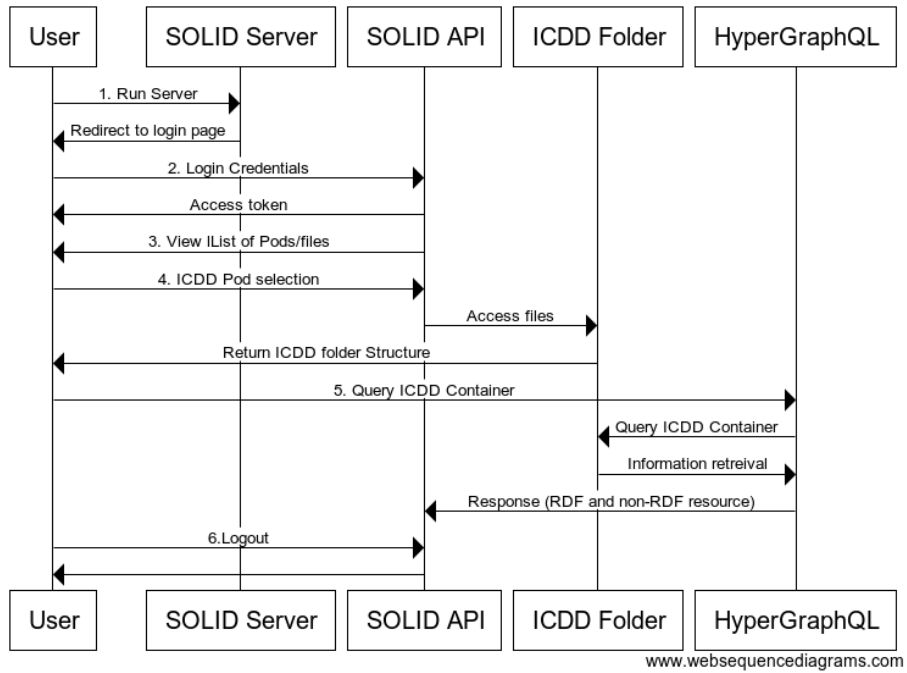 User
SOLID Server
SOLID API
ICDD Folder
HyperGraphQL
1. Run Server
Redirect to login page
2. Login Credentials
Access token
3. View lList of Pods/files
4. ICDD Pod selection
Access files
Return ICDD folder Structure
5. Query ICDD Container
Query ICDD Container
Information retreival
Response (RDF and non-RDF resource)
6.Logout
User
SOLID Server
SOLID API
ICDD Folder
HyperGraphQL
www.websequencediagrams.com